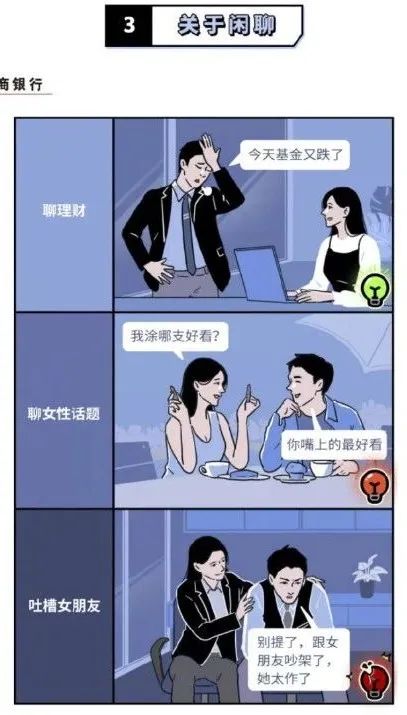 3 关于闲聊
商银行
聊理财
今天基金又跌了
聊女性话题
我涂哪支好看？
你嘴上的最好看
吐槽女朋友
别提了，跟女
朋友吵架了，
她太作了